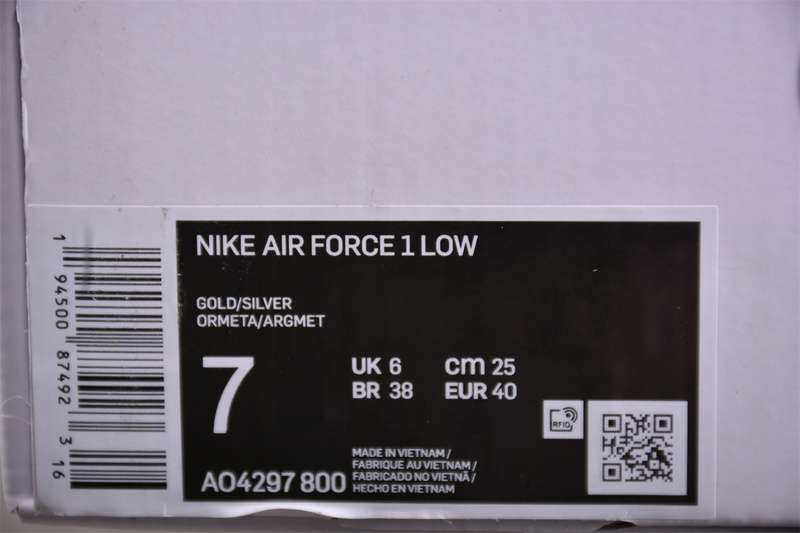 NIKE AIR FORCE 1 LOW
GOLD/SILVER
ORMETA/ARGMET
7
UK 6 cm 25
BR 38 EUR 40
RFID
AO4297 800
MADE IN VIETNAM /
FABRIQUE AU VIETNAM /
FABRICADO NO VIETNÃ /
HECHO EN VIETNAM
1 94500 87492 3 16